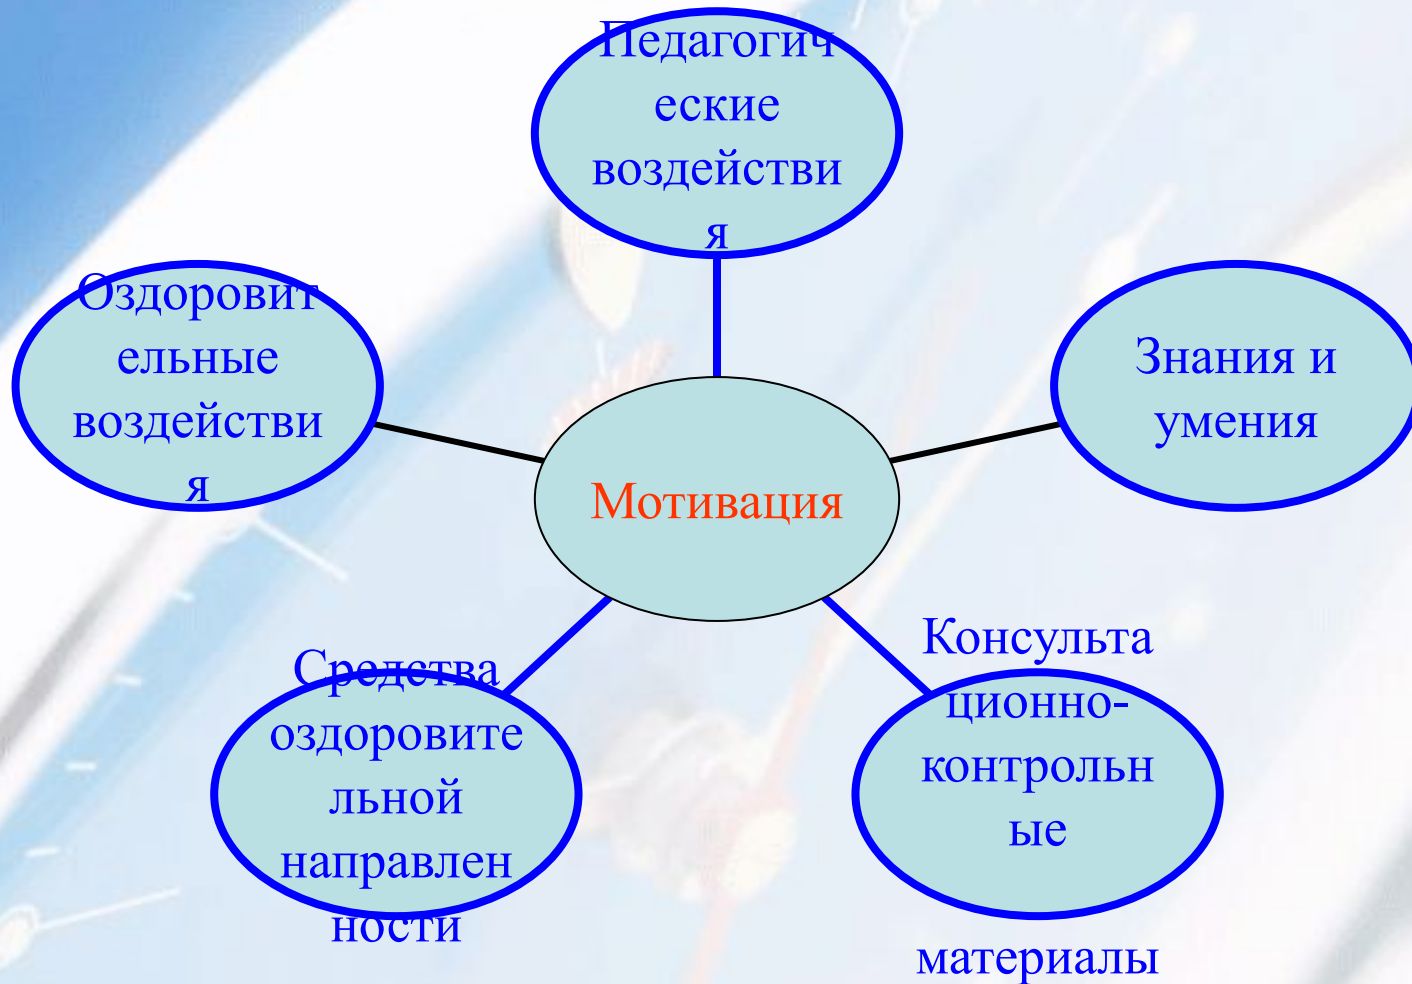 Педагогич
еские
воздействи
я
Оздоровит
ельные
воздействи
я
Знания и
умения
Мотивация
Средства
оздоровите
льной
направлен
ности
Консульта
ционно-
контрольн
ые
материалы